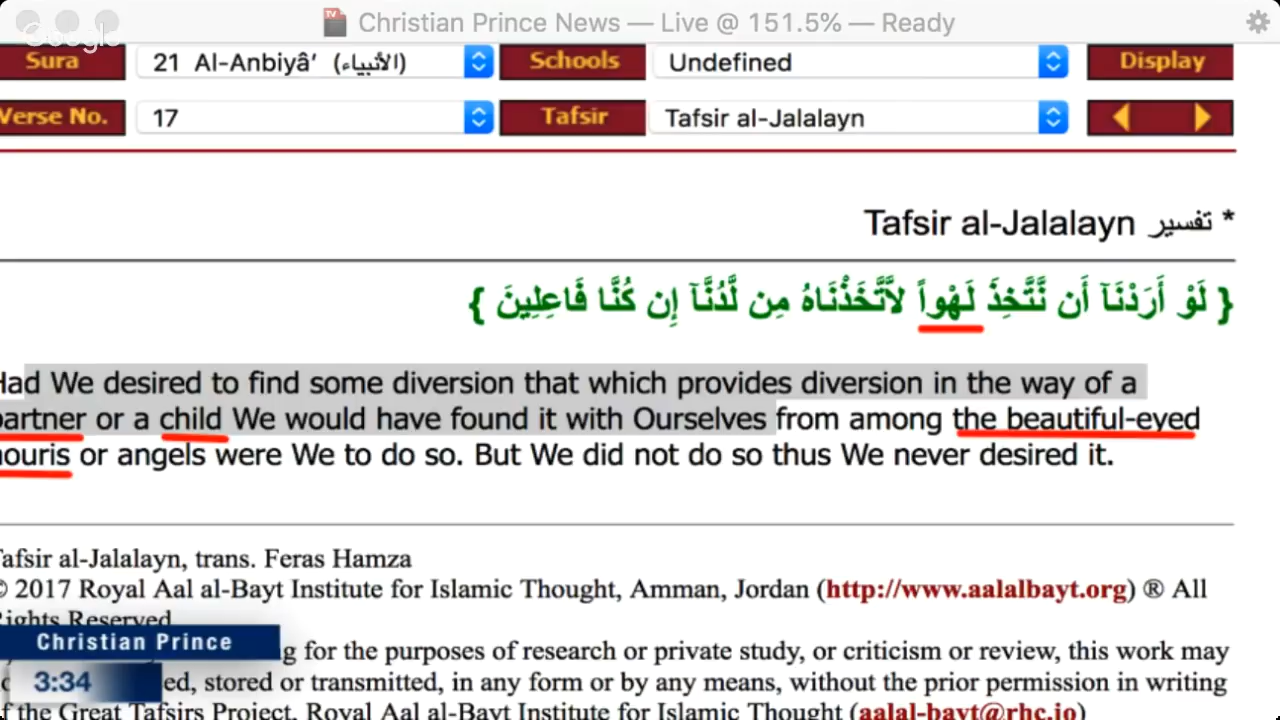 Christian Prince News — Live @ 151.5% — Ready
Google
Sura 21 Al-Anbiyâ’ (الأنبياء) Schools Undefined Display
Verse No. 17 Tafsir Tafsir al-Jalalayn
* تفسير Tafsir al-Jalalayn
{ لَوْ أَرَدْنَآ أَن نَّتَّخِذَ لَهْواً لاَّتَّخَذْنَاهُ مِن لَّدُنَّآ إِن كُنَّا فَاعِلِينَ }
Had We desired to find some diversion that which provides diversion in the way of a
partner or a child We would have found it with Ourselves from among the beautiful-eyed
houris or angels were We to do so. But We did not do so thus We never desired it.
Tafsir al-Jalalayn, trans. Feras Hamza
© 2017 Royal Aal al-Bayt Institute for Islamic Thought, Amman, Jordan (http://www.aalalbayt.org) ® All
Rights Reserved
Christian Prince
g for the purposes of research or private study, or criticism or review, this work may
3:34
ed, stored or transmitted, in any form or by any means, without the prior permission in writing
of the Great Tafsirs Project, Royal Aal al-Bayt Institute for Islamic Thought (aalal-bayt@rhc.jo)